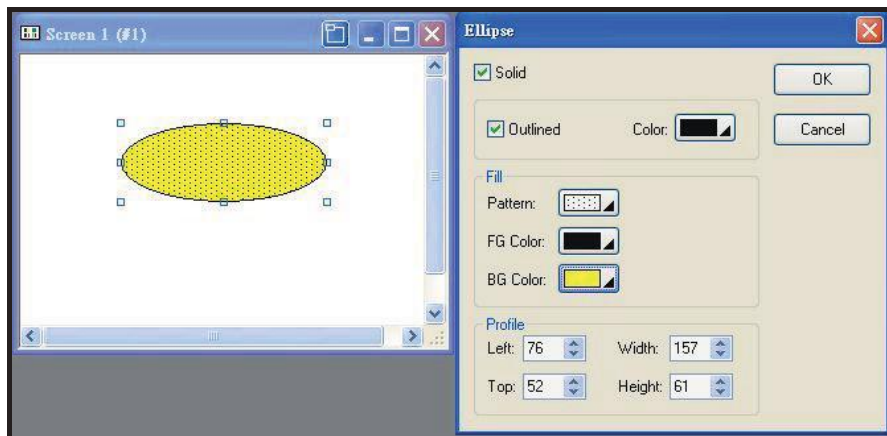 Screen 1 (#1)
Ellipse
Solid
OK
Outlined
Color:
Cancel
Fill
Pattern:
FG Color:
BG Color:
Profile
Left: 76
Width: 157
Top: 52
Height: 61